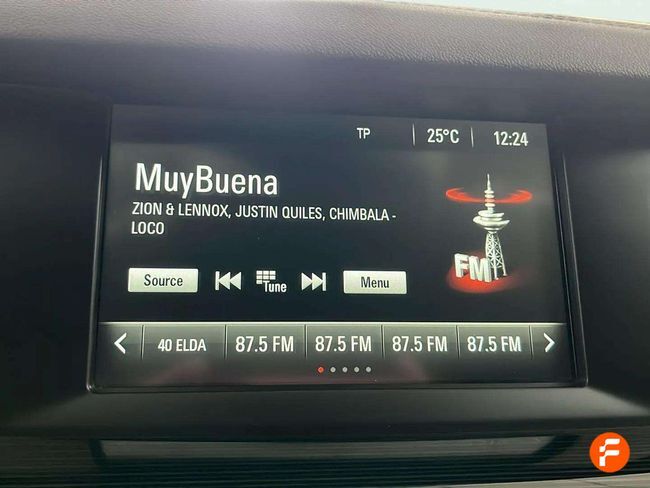 TP 25°C 12:24
MuyBuena
ZION & LENNOX, JUSTIN QUILES, CHIMBALA -
LOCO
FM
Source Tune Menu
40 ELDA 87.5 FM 87.5 FM 87.5 FM 87.5 FM